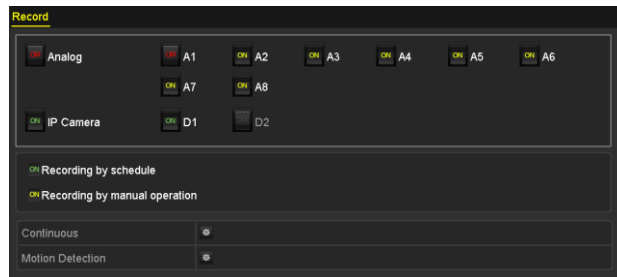 Record
OFF Analog OFF A1 ON A2 ON A3 ON A4 ON A5 ON A6
ON A7 ON A8
ON IP Camera ON D1 D2
ON Recording by schedule
ON Recording by manual operation
Continuous
Motion Detection